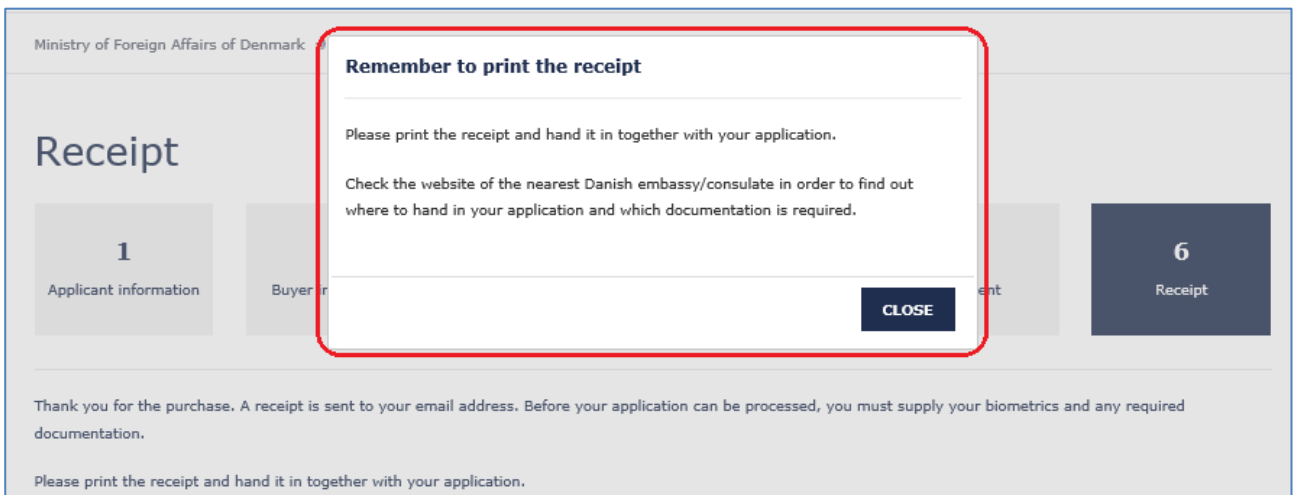 Ministry of Foreign Affairs of Denmark
Remember to print the receipt
Please print the receipt and hand it in together with your application.
Check the website of the nearest Danish embassy/consulate in order to find out
where to hand in your application and which documentation is required.
CLOSE
Receipt
1
Applicant information
Buyer
6
Receipt
Thank you for the purchase. A receipt is sent to your email address. Before your application can be processed, you must supply your biometrics and any required
documentation.
Please print the receipt and hand it in together with your application.